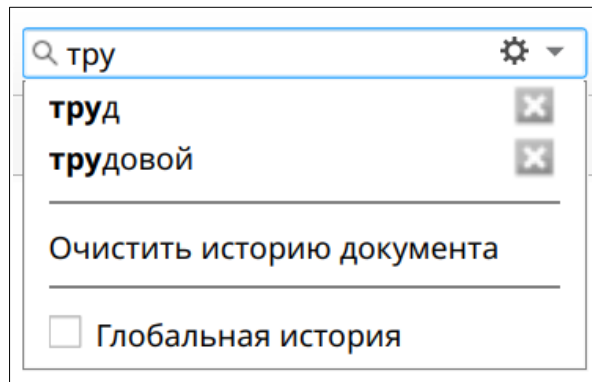 тру
труд
трудовой
Очистить историю документа
Глобальная история